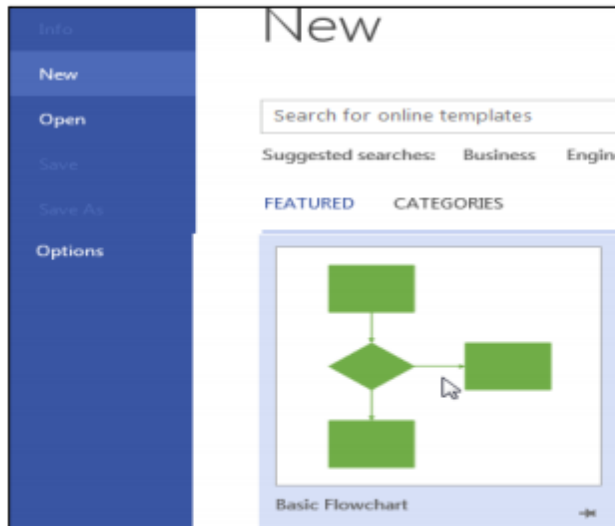 Info
New
Open
Save
Save As
Options
New
Search for online templates
Suggested searches: Business Engin
FEATURED CATEGORIES
Basic Flowchart